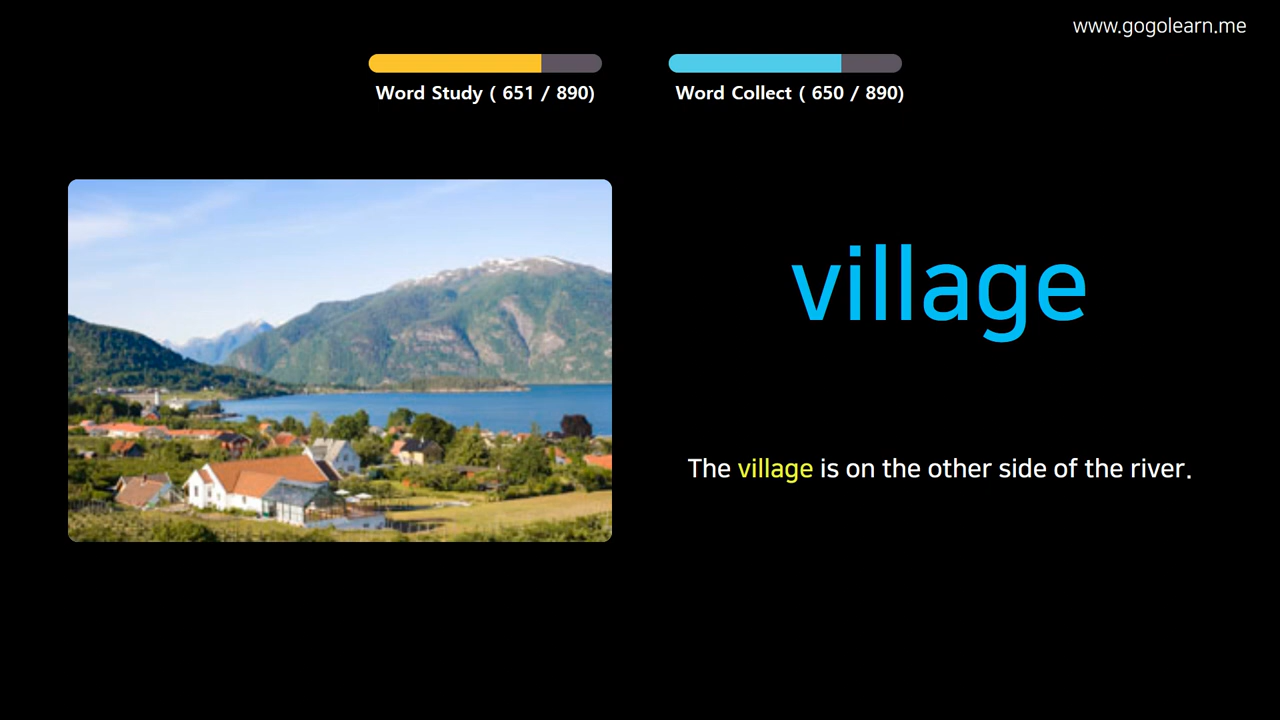 www.gogolearn.me
Word Study ( 651 / 890)
Word Collect ( 650 / 890)
village
The village is on the other side of the river.